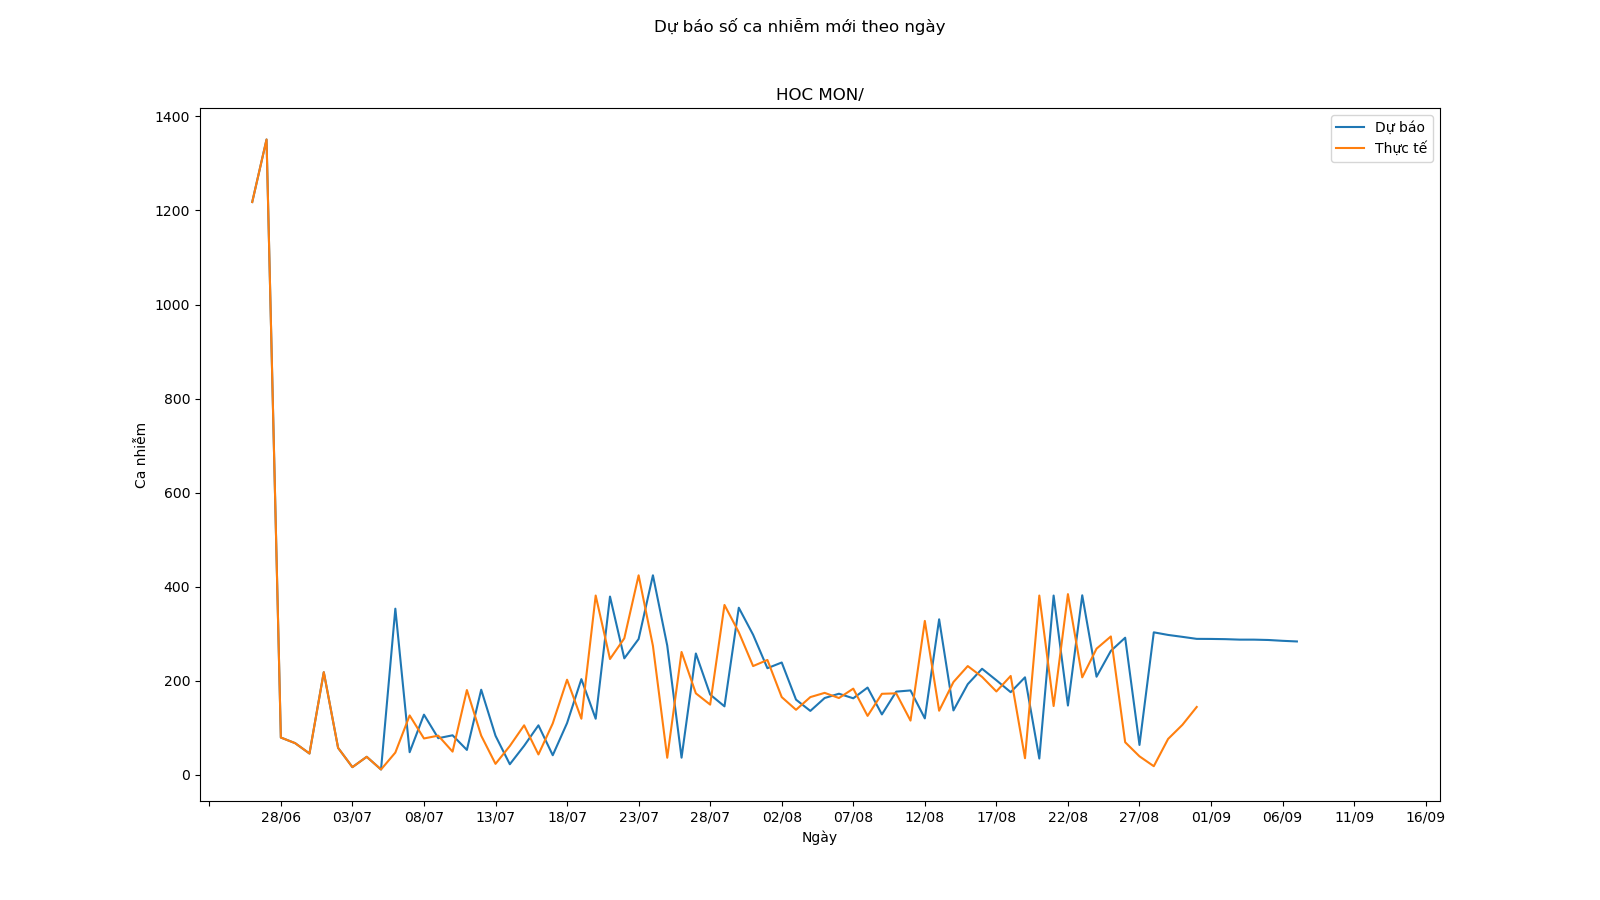 Dự báo số ca nhiễm mới theo ngày
HOC MON/
Dự báo
Thực tế
1400
1200
1000
800
600
400
200
0
Ca nhiễm
28/06 03/07 08/07 13/07 18/07 23/07 28/07 02/08 07/08 12/08 17/08 22/08 27/08 01/09 06/09 11/09 16/09
Ngày